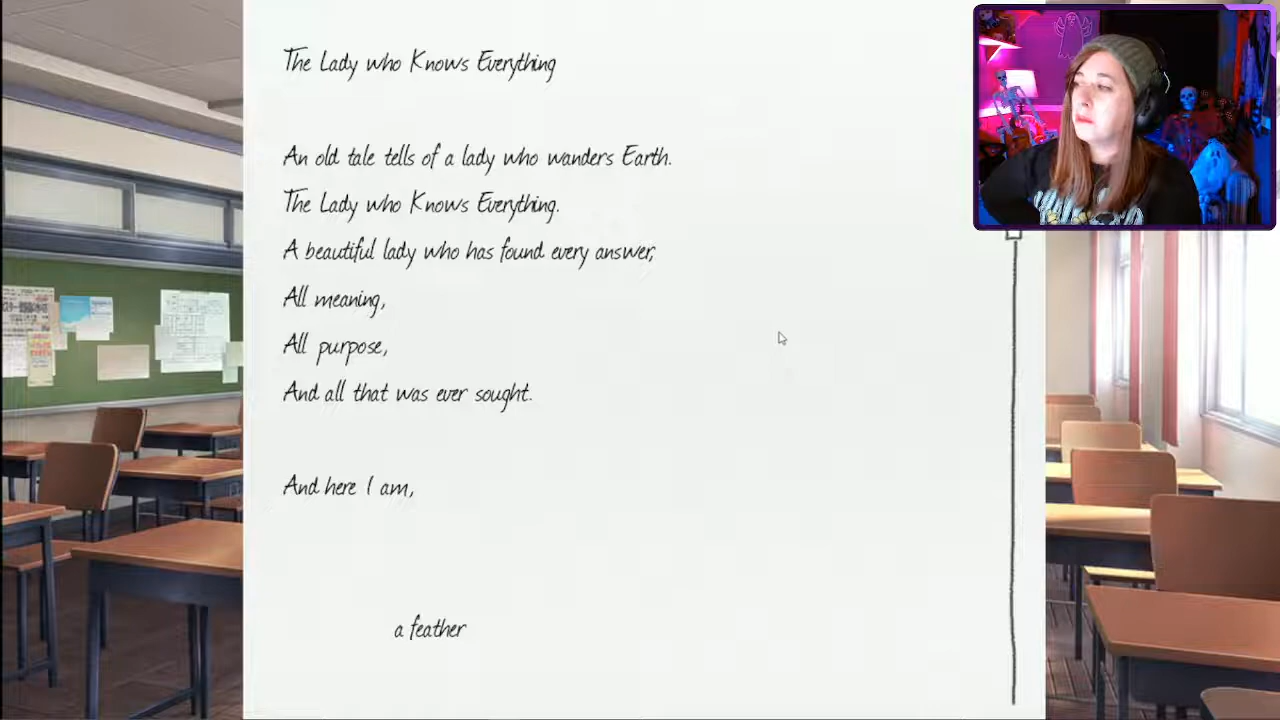 The Lady who Knows Everything
An old tale tells of a lady who wanders Earth.
The Lady who Knows Everything.
A beautiful lady who has found every answer,
All meaning,
All purpose,
And all that was ever sought.
And here I am,
a feather